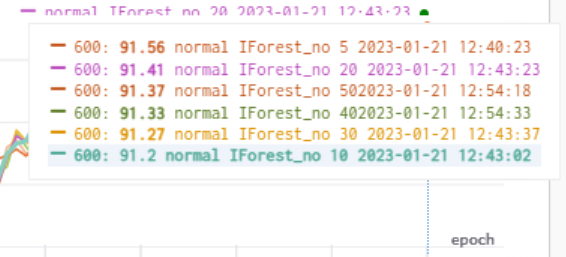 normal IForest_no 20 2023-01-21 12:43:23
600: 91.56 normal IForest_no 5 2023-01-21 12:40:23
600: 91.41 normal IForest_no 20 2023-01-21 12:43:23
600: 91.37 normal IForest_no 502023-01-21 12:54:18
600: 91.33 normal IForest_no 402023-01-21 12:54:33
600: 91.27 normal IForest_no 30 2023-01-21 12:43:37
600: 91.2 normal IForest_no 10 2023-01-21 12:43:02
epoch